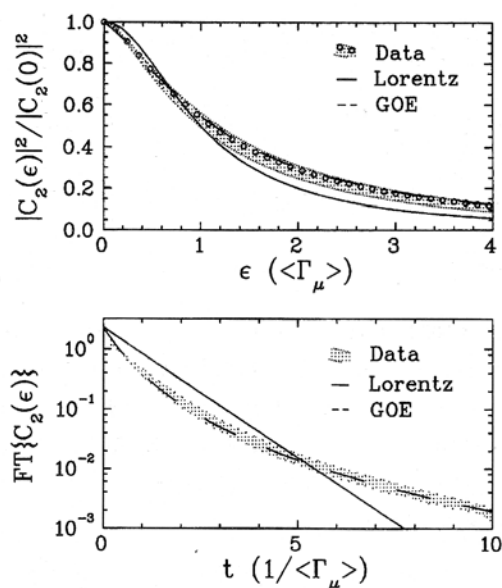 |C₂(ϵ)|²/|C₂(0)|²
1.0
0.8
0.6
0.4
0.2
0.0
Data
Lorentz
GOE
0 1 2 3 4
ϵ (<Γμ>)
FT{C₂(ϵ)}
10⁰
10⁻¹
10⁻²
10⁻³
Data
Lorentz
GOE
0 5 10
t (1/<Γμ>)